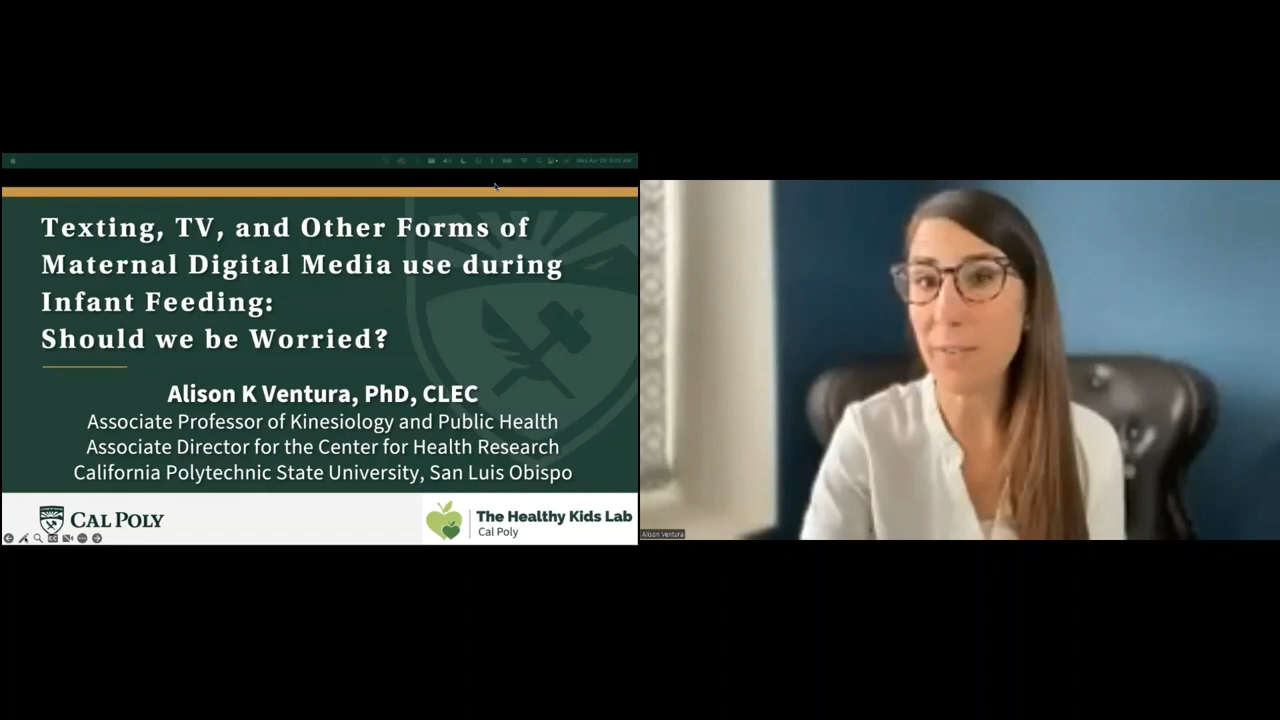 Texting, TV, and Other Forms of
Maternal Digital Media use during
Infant Feeding:
Should we be Worried?
Alison K Ventura, PhD, CLEC
Associate Professor of Kinesiology and Public Health
Associate Director for the Center for Health Research
California Polytechnic State University, San Luis Obispo
CAL POLY
The Healthy Kids Lab
Cal Poly
Alison Ventura